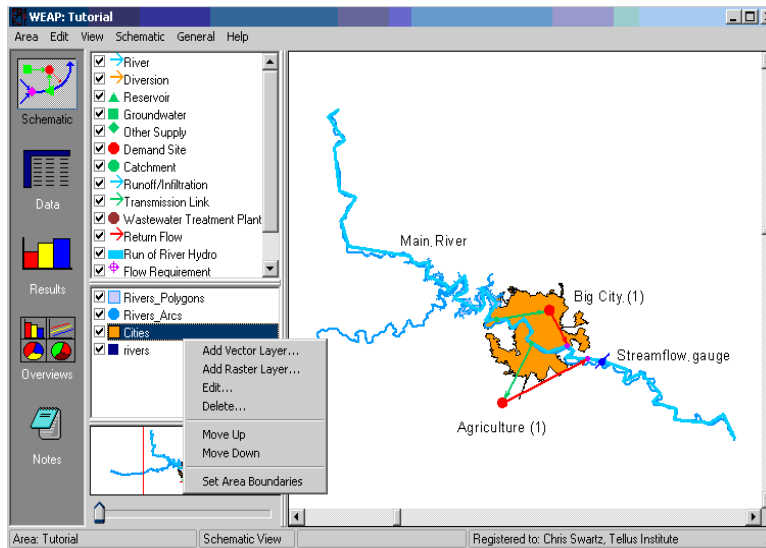 WEAP: Tutorial
Area Edit View Schematic General Help
Schematic
Data
Results
Overviews
Notes
River
Diversion
Reservoir
Groundwater
Other Supply
Demand Site
Catchment
Runoff/Infiltration
Transmission Link
Wastewater Treatment Plant
Return Flow
Run of River Hydro
Flow Requirement
Rivers_Polygons
Rivers_Arcs
Cities
rivers
Add Vector Layer...
Add Raster Layer...
Edit...
Delete...
Move Up
Move Down
Set Area Boundaries
Main River
Big City (1)
Streamflow gauge
Agriculture (1)
Area: Tutorial
Schematic View
Registered to: Chris Swartz, Tellus Institute